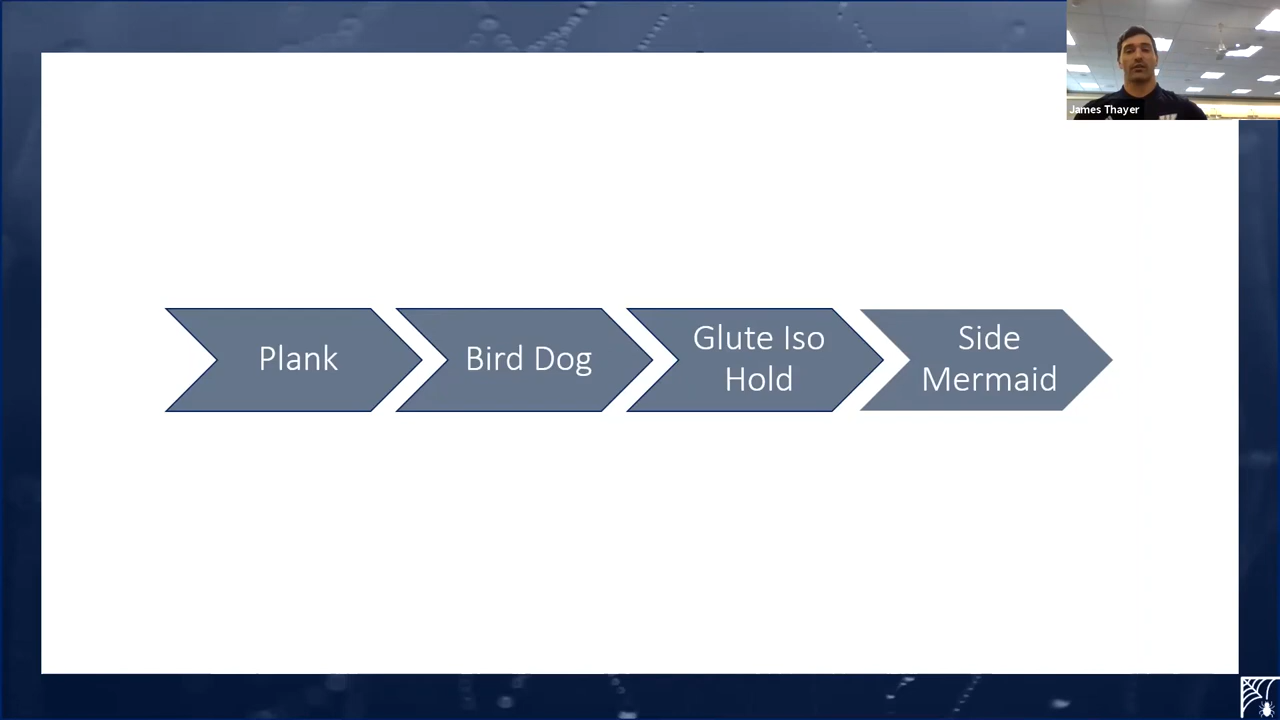 James Thayer
Plank
Bird Dog
Glute Iso
Hold
Side
Mermaid